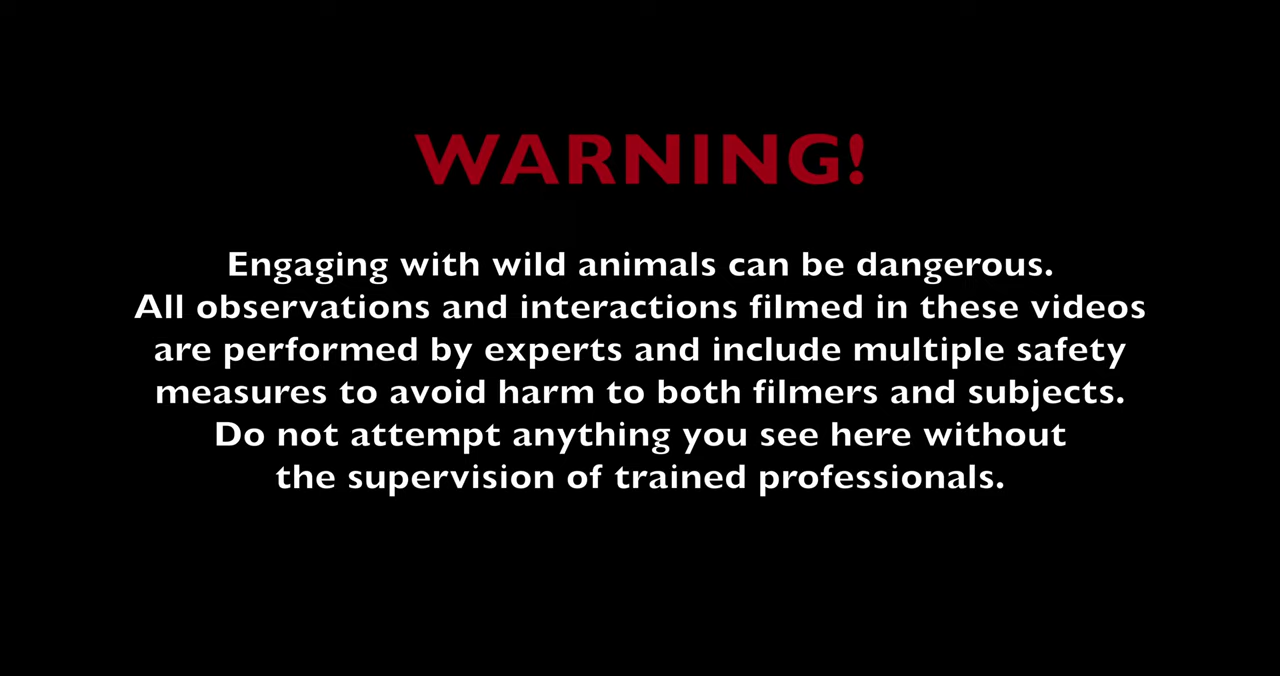 WARNING!
Engaging with wild animals can be dangerous.
All observations and interactions filmed in these videos
are performed by experts and include multiple safety
measures to avoid harm to both filmers and subjects.
Do not attempt anything you see here without
the supervision of trained professionals.